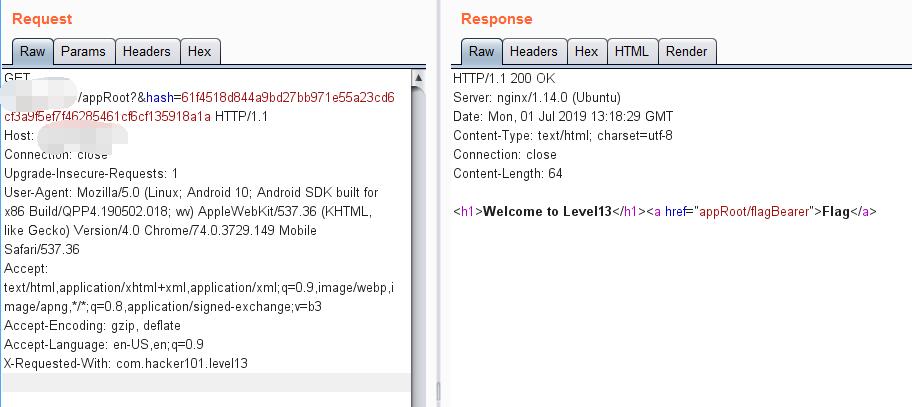 Request
Response
Raw Params Headers Hex
Raw Headers Hex HTML Render
GET
/appRoot?&hash=61f4518d844a9bd27bb971e55a23cd6
cf3a9f5ef7f46285461cf6cf135918a1a HTTP/1.1
Host:
Connection: close
Upgrade-Insecure-Requests: 1
User-Agent: Mozilla/5.0 (Linux; Android 10; Android SDK built for
x86 Build/QPP4.190502.018; wv) AppleWebKit/537.36 (KHTML,
like Gecko) Version/4.0 Chrome/74.0.3729.149 Mobile
Safari/537.36
Accept:
text/html,application/xhtml+xml,application/xml;q=0.9,image/webp,i
mage/apng,*/*;q=0.8,application/signed-exchange;v=b3
Accept-Encoding: gzip, deflate
Accept-Language: en-US,en;q=0.9
X-Requested-With: com.hacker101.level13
HTTP/1.1 200 OK
Server: nginx/1.14.0 (Ubuntu)
Date: Mon, 01 Jul 2019 13:18:29 GMT
Content-Type: text/html; charset=utf-8
Connection: close
Content-Length: 64
<h1>Welcome to Level13</h1><a href="appRoot/flagBearer">Flag</a>